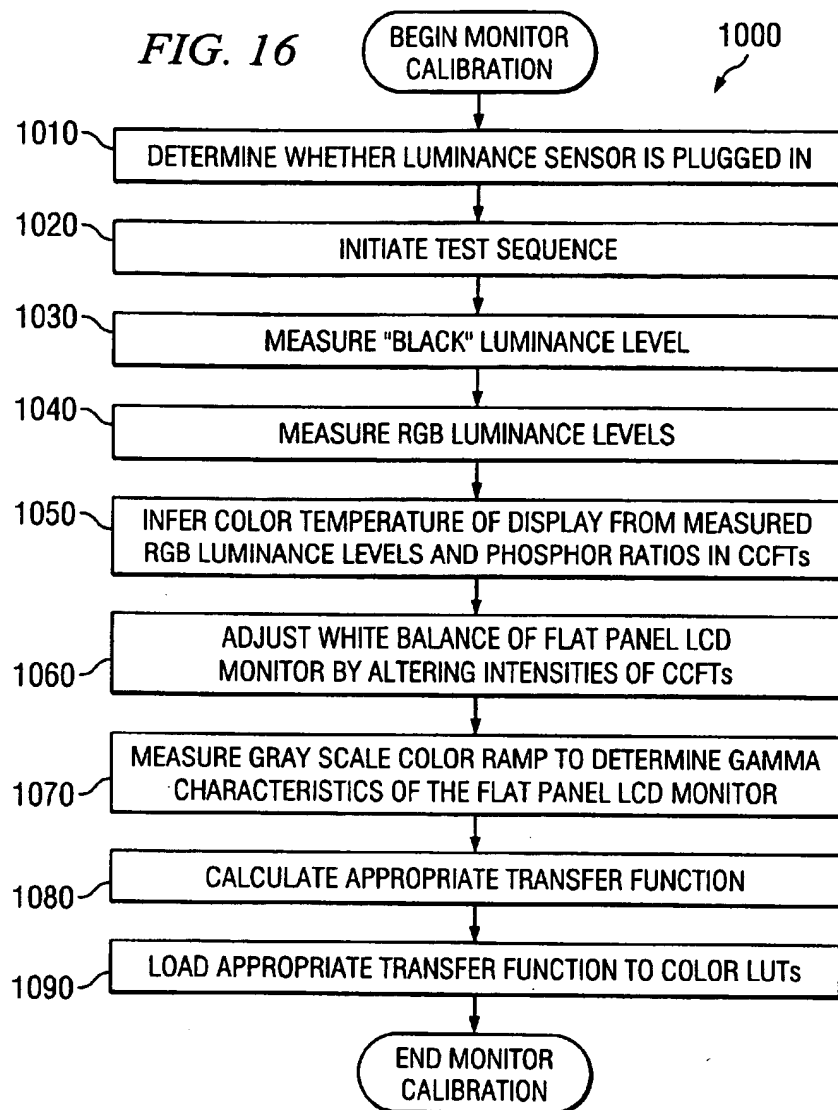 FIG. 16
BEGIN MONITOR
CALIBRATION
1000
1010
DETERMINE WHETHER LUMINANCE SENSOR IS PLUGGED IN
1020
INITIATE TEST SEQUENCE
1030
MEASURE "BLACK" LUMINANCE LEVEL
1040
MEASURE RGB LUMINANCE LEVELS
1050
INFER COLOR TEMPERATURE OF DISPLAY FROM MEASURED
RGB LUMINANCE LEVELS AND PHOSPHOR RATIOS IN CCFTs
1060
ADJUST WHITE BALANCE OF FLAT PANEL LCD
MONITOR BY ALTERING INTENSITIES OF CCFTs
1070
MEASURE GRAY SCALE COLOR RAMP TO DETERMINE GAMMA
CHARACTERISTICS OF THE FLAT PANEL LCD MONITOR
1080
CALCULATE APPROPRIATE TRANSFER FUNCTION
1090
LOAD APPROPRIATE TRANSFER FUNCTION TO COLOR LUTs
END MONITOR
CALIBRATION